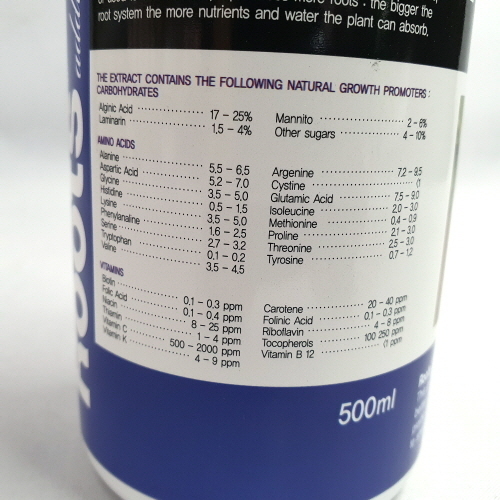 more roots : the bigger the
root system the more nutrients and water the plant can absorb.
THE EXTRACT CONTAINS THE FOLLOWING NATURAL GROWTH PROMOTERS :
CARBOHYDRATES
Alginic Acid 17 - 25%
Laminarin 1,5 - 4%
Mannito 2 - 6%
Other sugars 4 - 10%
AMINO ACIDS
Alanine 5,5 - 6,5
Aspartic Acid 5,2 - 7,0
Glycine 3,5 - 5,0
Histidine 0,5 - 1,5
Lysine 3,5 - 5,0
Phenylanaline 1,6 - 2,5
Serine 2,7 - 3,2
Tryptophan 0,1 - 0,2
Valine 3,5 - 4,5
Argenine 7,2 - 9,5
Cystine
Glutamic Acid 7,5 - 9,0
Isoleucine 2,0 - 3,0
Methionine 0,4 - 0,9
Proline 2,1 - 3,0
Threonine 2,5 - 3,0
Tyrosine 0,7 - 1,2
VITAMINS
Biotin 0,1 - 0,3 ppm
Folic Acid 0,1 - 0,4 ppm
Niacin 8 - 25 ppm
Thiamin 1 - 4 ppm
Vitamin C 500 - 2000 ppm
Vitamin K 4 - 9 ppm
Carotene 20 - 40 ppm
Folinic Acid 0,1 - 0,3 ppm
Riboflavin 4 - 8 ppm
Tocopherols 100 250 ppm
Vitamin B 12 ppm
500ml